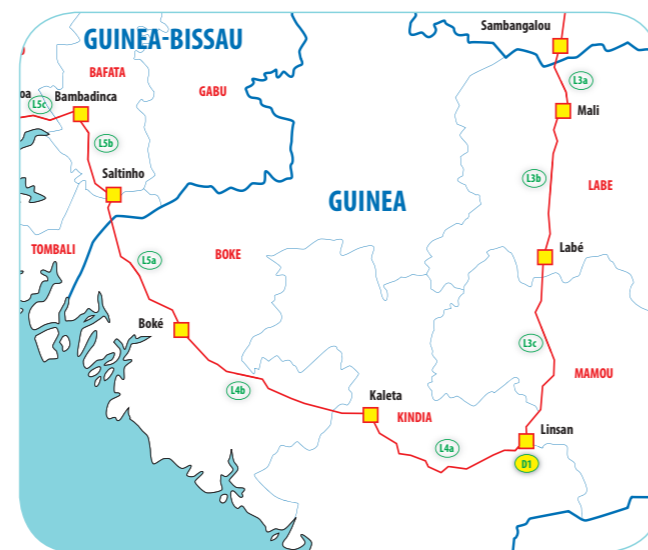 Sambangalou
GUINEA-BISSAU
BAFATA
L3a
GABU
oa
Bambadinca
L5c
Mali
L5b
Saltinho
L3b
LABE
GUINEA
TOMBALI
BOKE
Labé
L5a
Boké
L3c
MAMOU
L4b
Kaleta
KINDIA
Linsan
L4a
D1